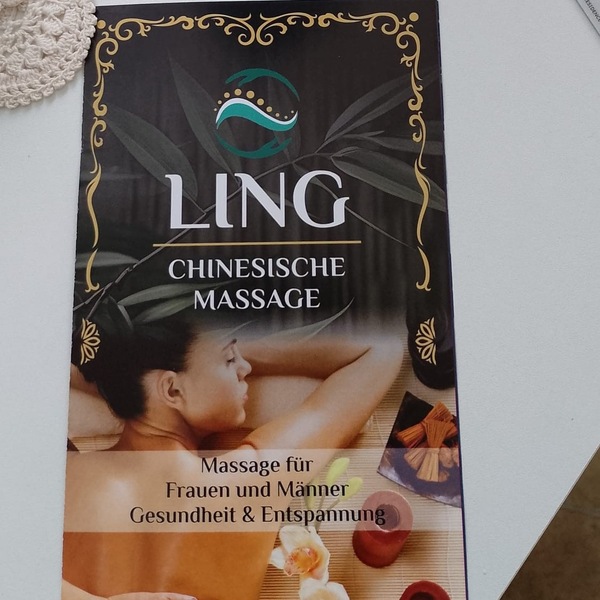 LING
CHINESISCHE
MASSAGE
Massage für
Frauen und Männer
Gesundheit & Entspannung